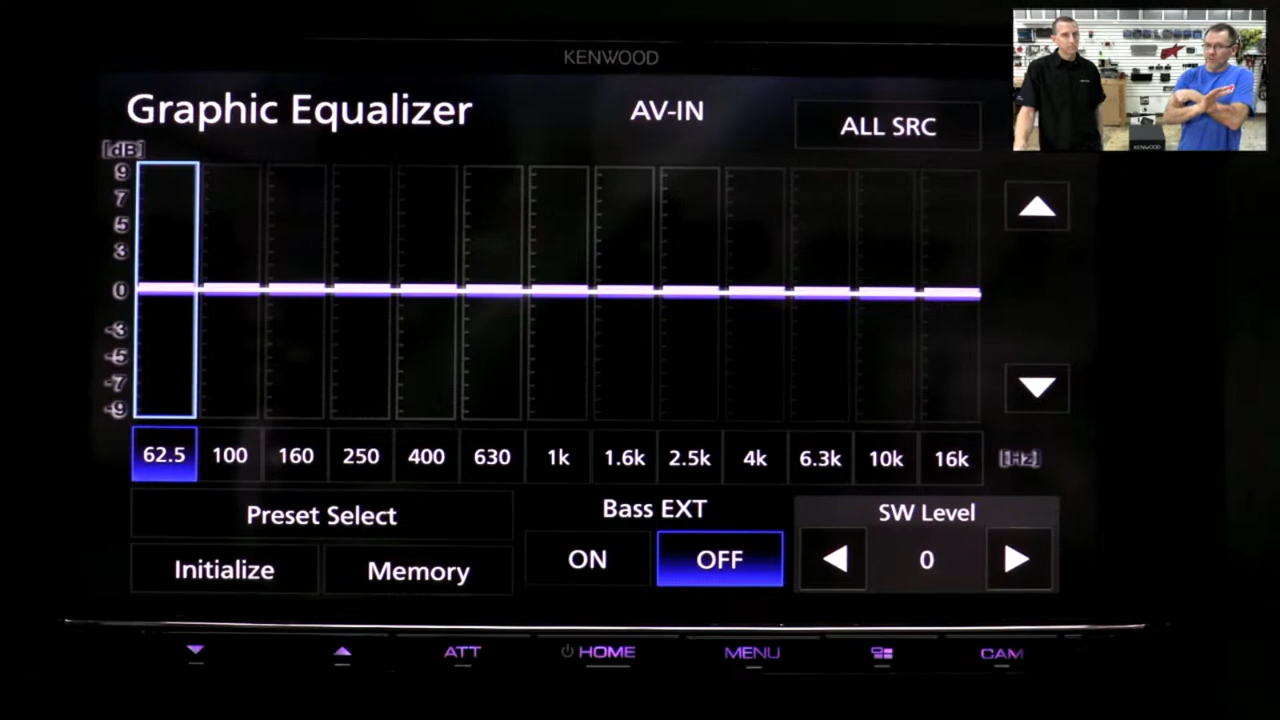 KENWOOD
Graphic Equalizer
AV-IN
ALL SRC
[dB]
9
7
5
3
0
-3
-5
-7
-9
62.5 100 160 250 400 630 1k 1.6k 2.5k 4k 6.3k 10k 16k [Hz]
Preset Select
Bass EXT
SW Level
Initialize
Memory
ON
OFF
0
ATT
HOME
MENU
CAM
KENWOOD